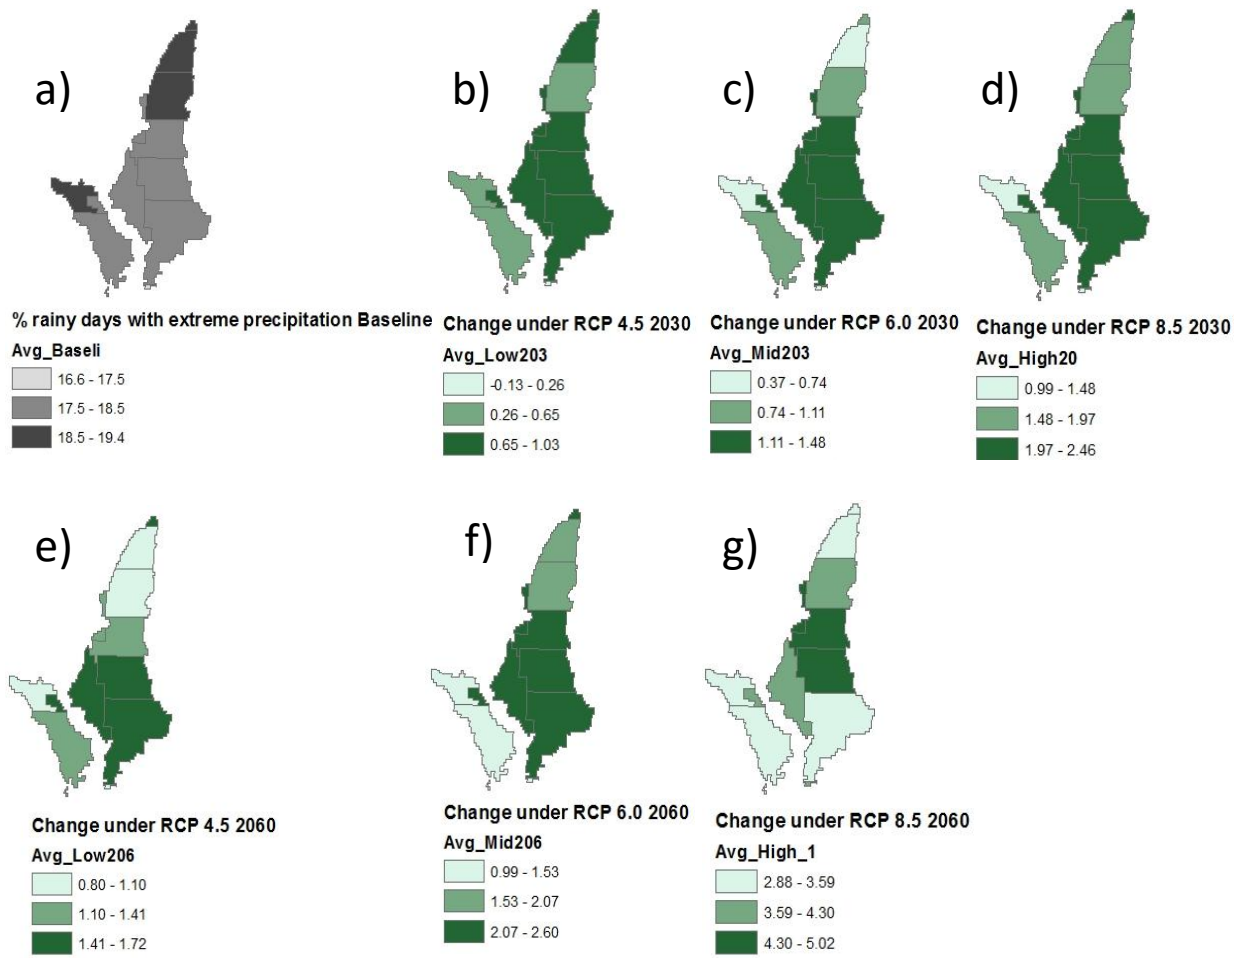 a)
b)
c)
d)
% rainy days with extreme precipitation Baseline
Avg_Baseli
16.6 - 17.5
17.5 - 18.5
18.5 - 19.4
Change under RCP 4.5 2030
Avg_Low203
-0.13 - 0.26
0.26 - 0.65
0.65 - 1.03
Change under RCP 6.0 2030
Avg_Mid203
0.37 - 0.74
0.74 - 1.11
1.11 - 1.48
Change under RCP 8.5 2030
Avg_High20
0.99 - 1.48
1.48 - 1.97
1.97 - 2.46
e)
f)
g)
Change under RCP 4.5 2060
Avg_Low206
0.80 - 1.10
1.10 - 1.41
1.41 - 1.72
Change under RCP 6.0 2060
Avg_Mid206
0.99 - 1.53
1.53 - 2.07
2.07 - 2.60
Change under RCP 8.5 2060
Avg_High_1
2.88 - 3.59
3.59 - 4.30
4.30 - 5.02